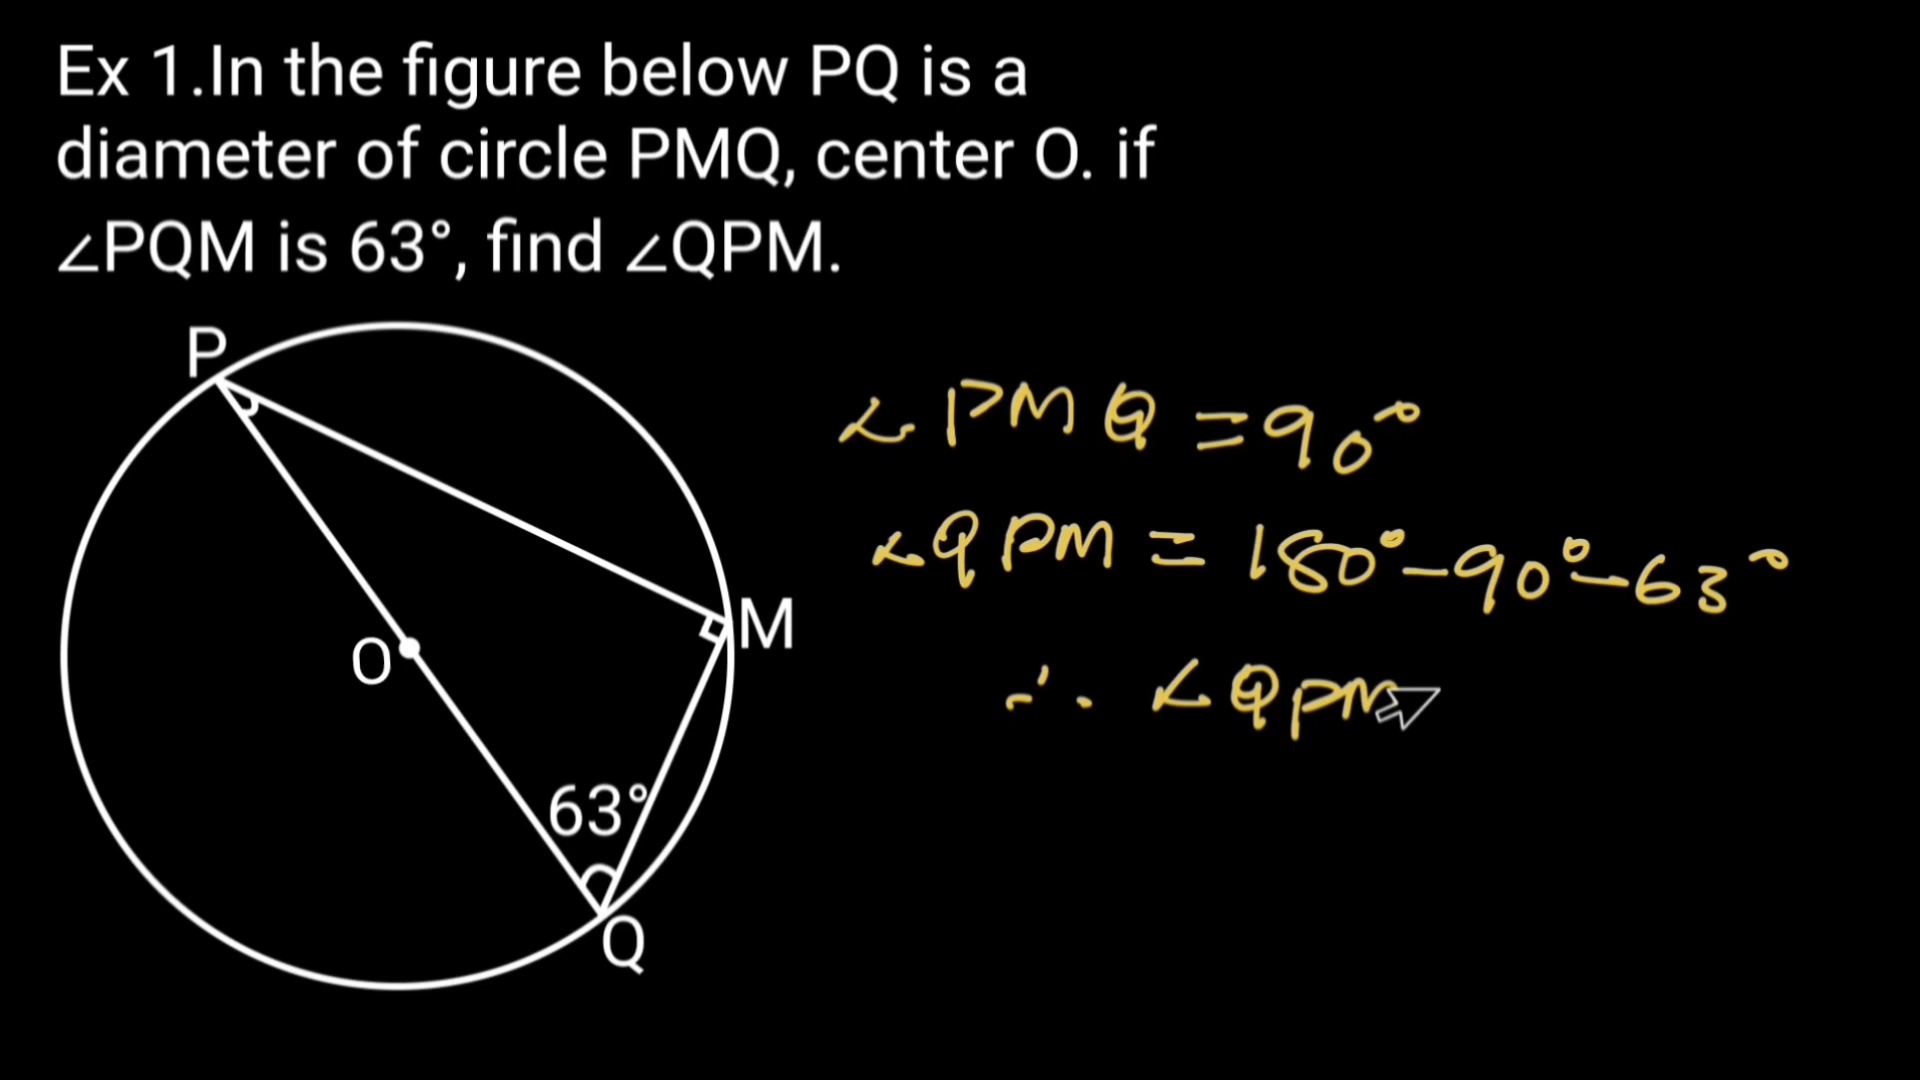 Ex 1.In the figure below PQ is a
diameter of circle PMQ, center O. if
∠PQM is 63°, find ∠QPM.
P
∠PMQ = 90°
∠QPM = 180° - 90° - 63°
M
O
∴ ∠QPM
63°
Q